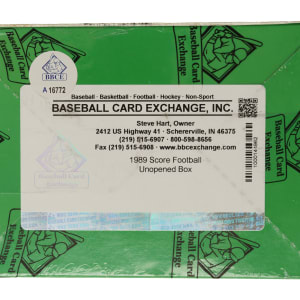 BBCE
A 16772
Baseball · Basketball · Football · Hockey · Non-Sport
BASEBALL CARD EXCHANGE, INC.
Steve Hart, Owner
2412 US Highway 41 · Schererville, IN 46375
(219) 515-6907 · 800-598-8656
Fax (219) 515-6908 · www.bbcexchange.com
1989 Score Football
Unopened Box
Baseball Card
Exchange
Baseball Card
Exchange
Baseball Card
Exchange
Baseball Card
Exchange